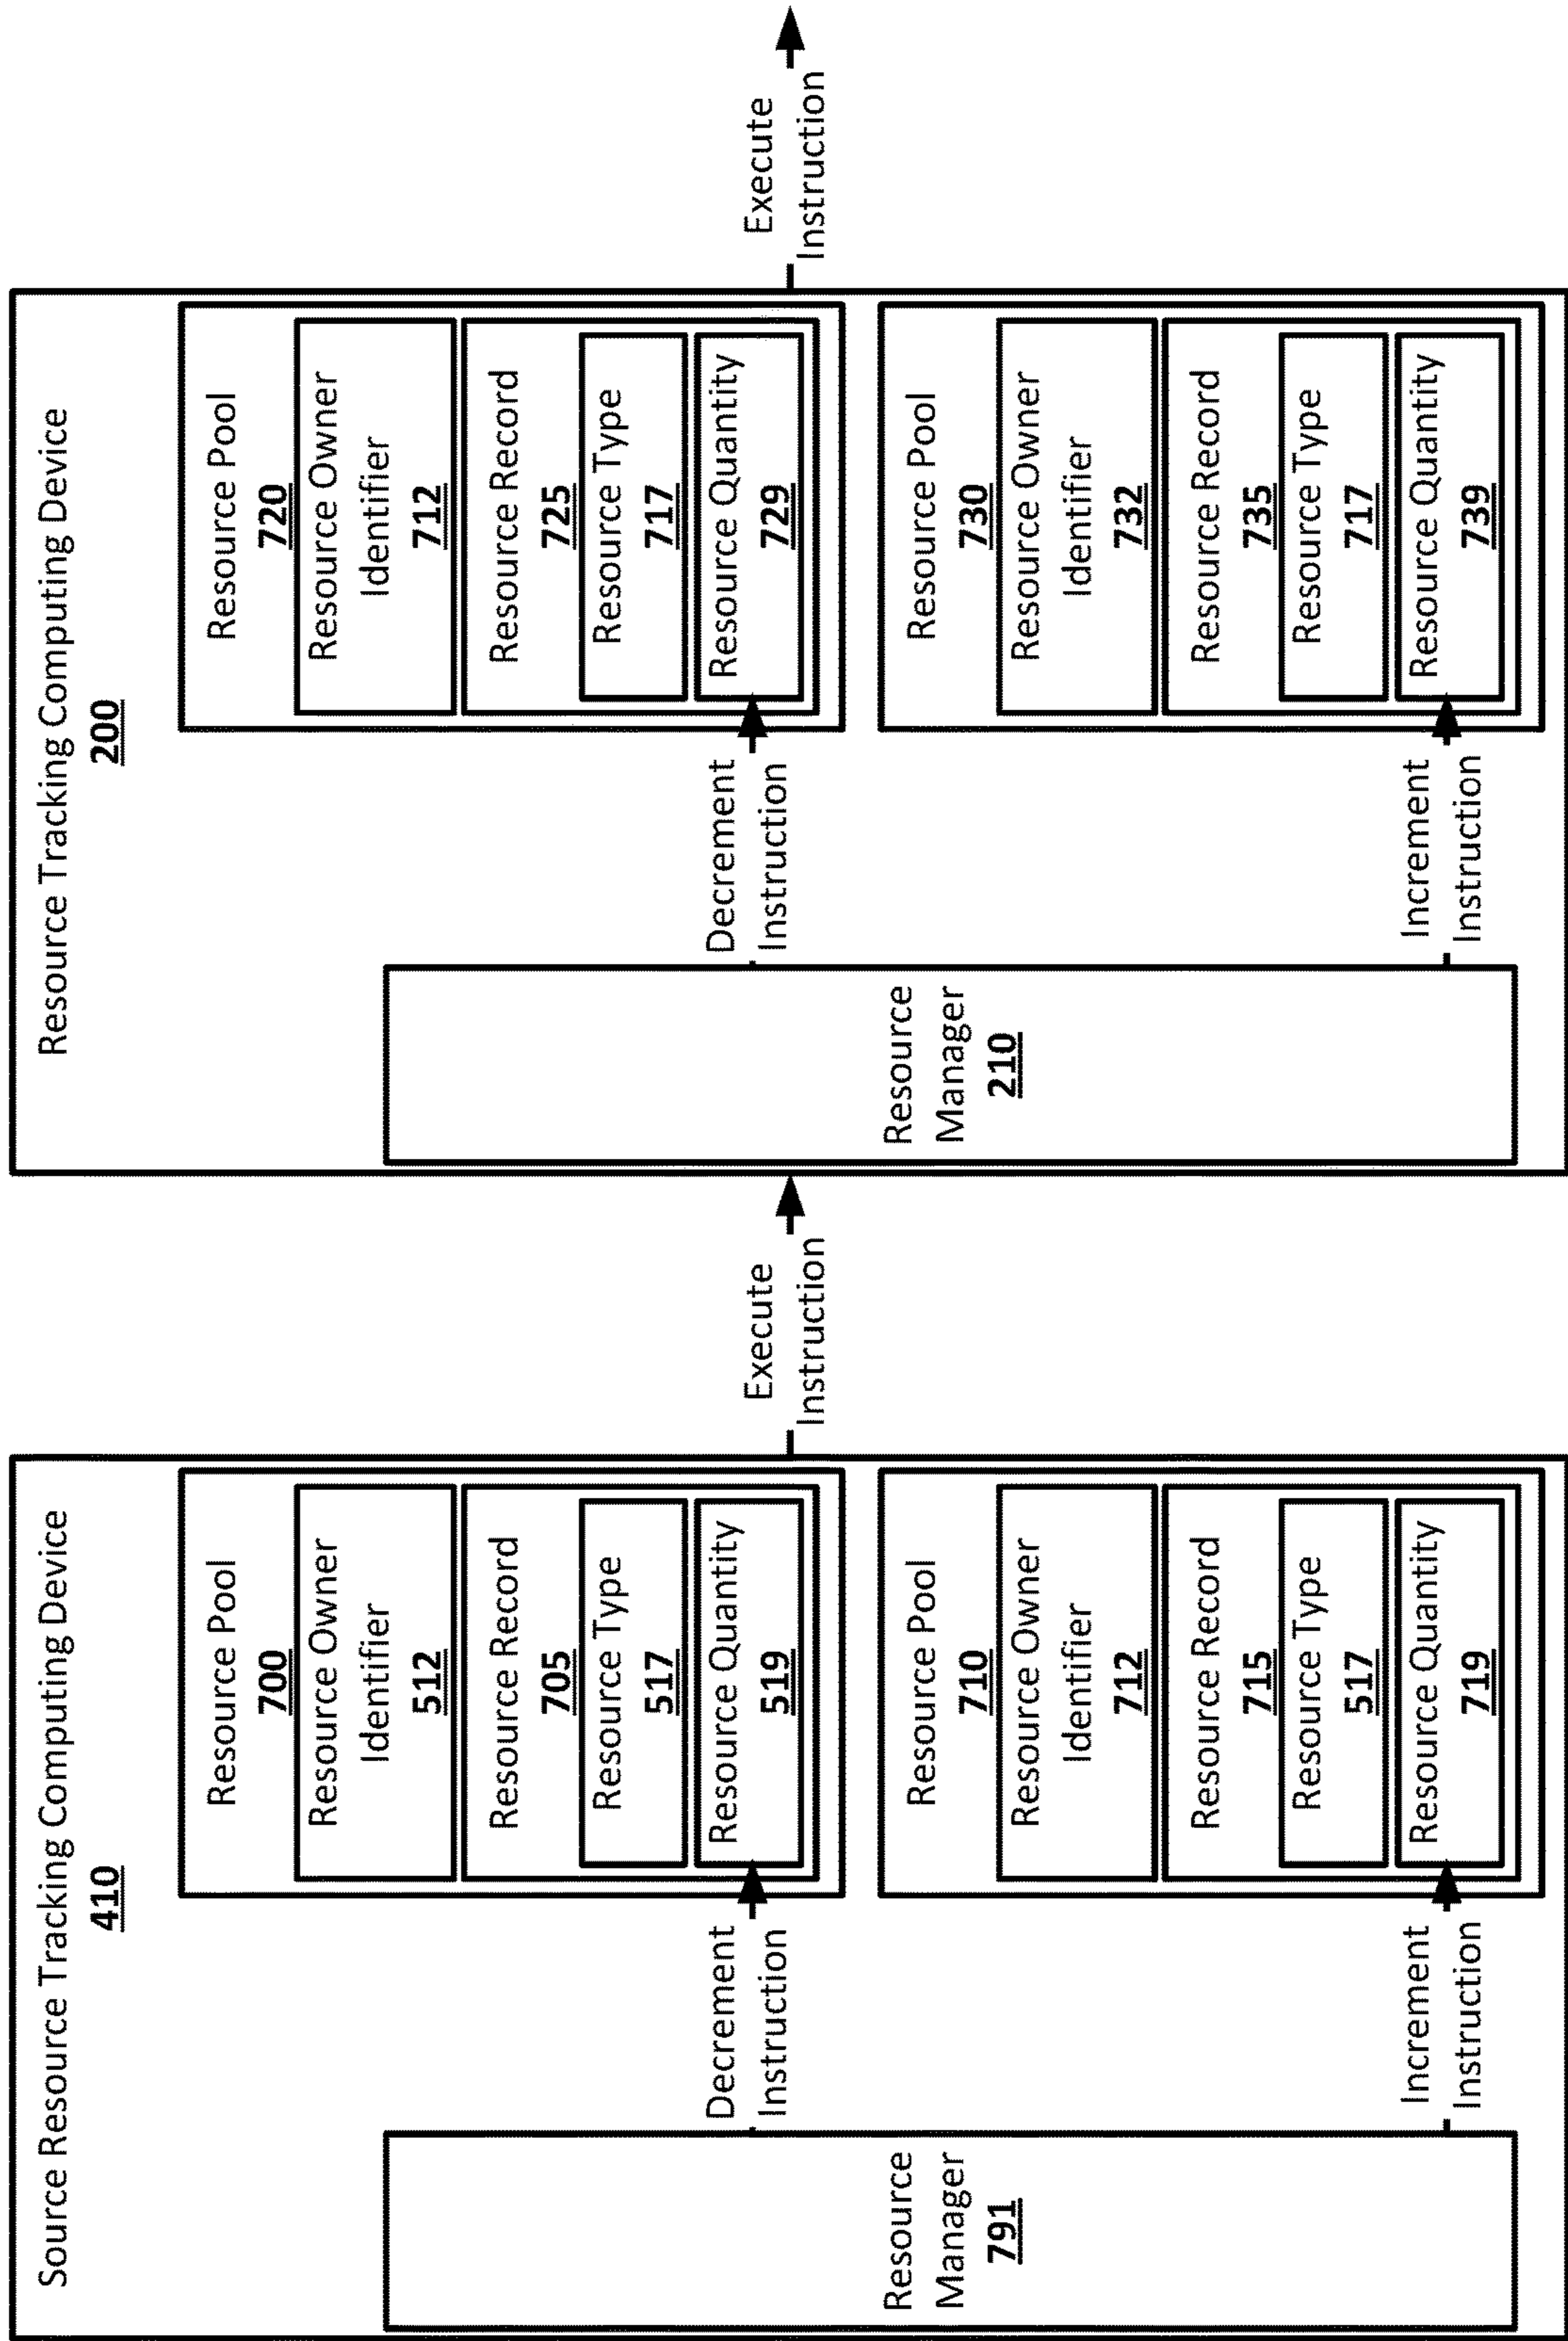 Source Resource Tracking Computing Device
410
Resource
Manager
791
Decrement
Instruction
Increment
Instruction
Resource Pool
700
Resource Owner
Identifier
512
Resource Record
705
Resource Type
517
Resource Quantity
519
Resource Pool
710
Resource Owner
Identifier
712
Resource Record
715
Resource Type
517
Resource Quantity
719
Execute
Instruction
Resource Tracking Computing Device
200
Resource
Manager
210
Decrement
Instruction
Increment
Instruction
Resource Pool
720
Resource Owner
Identifier
712
Resource Record
725
Resource Type
717
Resource Quantity
729
Resource Pool
730
Resource Owner
Identifier
732
Resource Record
735
Resource Type
717
Resource Quantity
739
Execute
Instruction